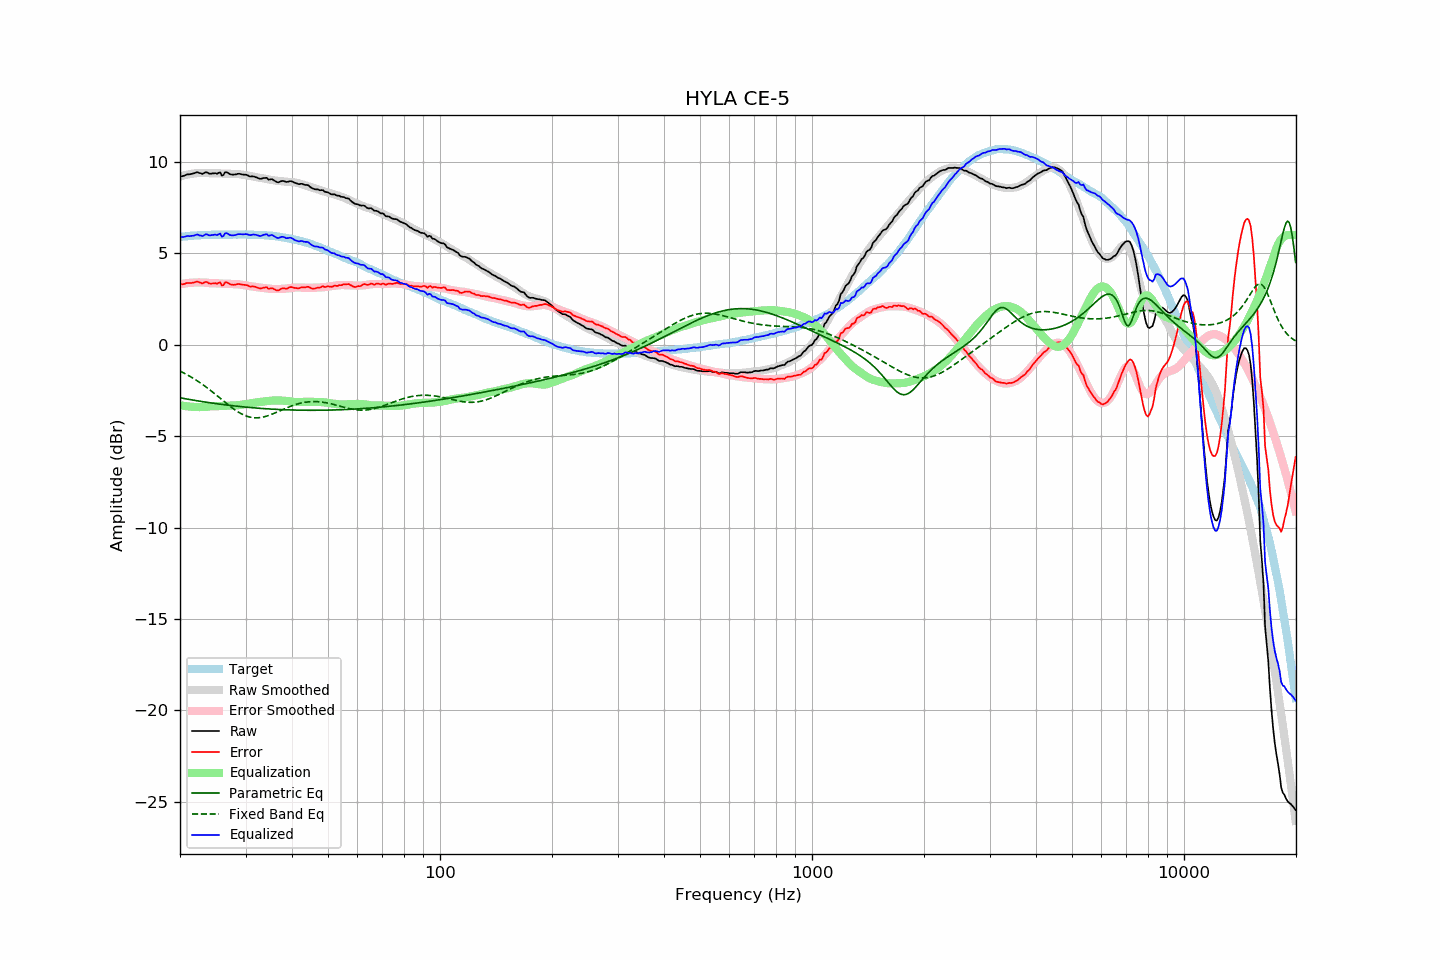 HYLA CE-5
10
5
0
−5
−10
−15
−20
−25
Amplitude (dBr)
Target
Raw Smoothed
Error Smoothed
Raw
Error
Equalization
Parametric Eq
Fixed Band Eq
Equalized
100
1000
10000
Frequency (Hz)